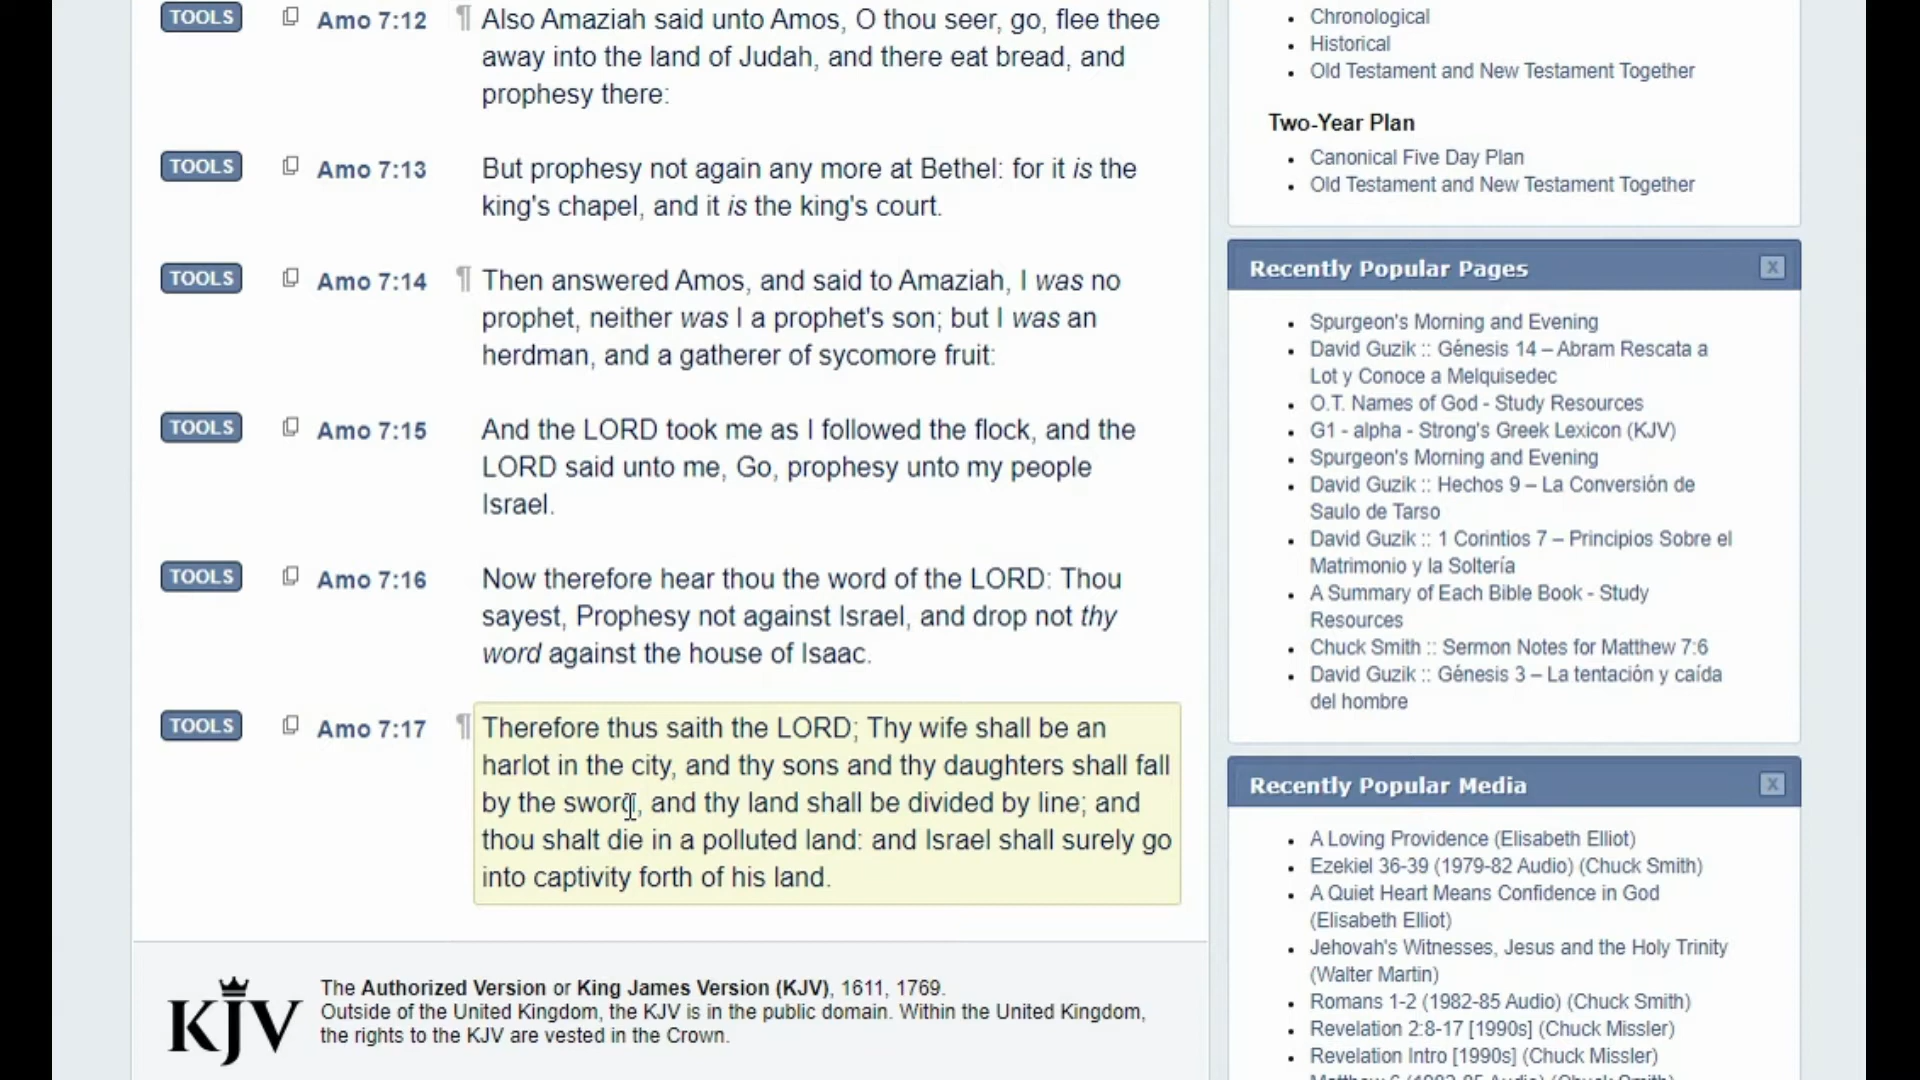 TOOLS Amo 7:12 ¶ Also Amaziah said unto Amos, O thou seer, go, flee thee
away into the land of Judah, and there eat bread, and
prophesy there:
TOOLS Amo 7:13 But prophesy not again any more at Bethel: for it is the
king's chapel, and it is the king's court.
TOOLS Amo 7:14 ¶ Then answered Amos, and said to Amaziah, I was no
prophet, neither was I a prophet's son; but I was an
herdman, and a gatherer of sycomore fruit:
TOOLS Amo 7:15 And the LORD took me as I followed the flock, and the
LORD said unto me, Go, prophesy unto my people
Israel.
TOOLS Amo 7:16 Now therefore hear thou the word of the LORD: Thou
sayest, Prophesy not against Israel, and drop not thy
word against the house of Isaac.
TOOLS Amo 7:17 ¶ Therefore thus saith the LORD; Thy wife shall be an
harlot in the city, and thy sons and thy daughters shall fall
by the sword, and thy land shall be divided by line; and
thou shalt die in a polluted land: and Israel shall surely go
into captivity forth of his land.
KJV
The Authorized Version or King James Version (KJV), 1611, 1769.
Outside of the United Kingdom, the KJV is in the public domain. Within the United Kingdom,
the rights to the KJV are vested in the Crown.
Chronological
Historical
Old Testament and New Testament Together
Two-Year Plan
Canonical Five Day Plan
Old Testament and New Testament Together
Recently Popular Pages x
Spurgeon's Morning and Evening
David Guzik :: Génesis 14 – Abram Rescata a
Lot y Conoce a Melquisedec
O.T. Names of God - Study Resources
G1 - alpha - Strong's Greek Lexicon (KJV)
Spurgeon's Morning and Evening
David Guzik :: Hechos 9 – La Conversión de
Saulo de Tarso
David Guzik :: 1 Corintios 7 – Principios Sobre el
Matrimonio y la Soltería
A Summary of Each Bible Book - Study
Resources
Chuck Smith :: Sermon Notes for Matthew 7:6
David Guzik :: Génesis 3 – La tentación y caída
del hombre
Recently Popular Media x
A Loving Providence (Elisabeth Elliot)
Ezekiel 36-39 (1979-82 Audio) (Chuck Smith)
A Quiet Heart Means Confidence in God
(Elisabeth Elliot)
Jehovah's Witnesses, Jesus and the Holy Trinity
(Walter Martin)
Romans 1-2 (1982-85 Audio) (Chuck Smith)
Revelation 2:8-17 [1990s] (Chuck Missler)
Revelation Intro [1990s] (Chuck Missler)